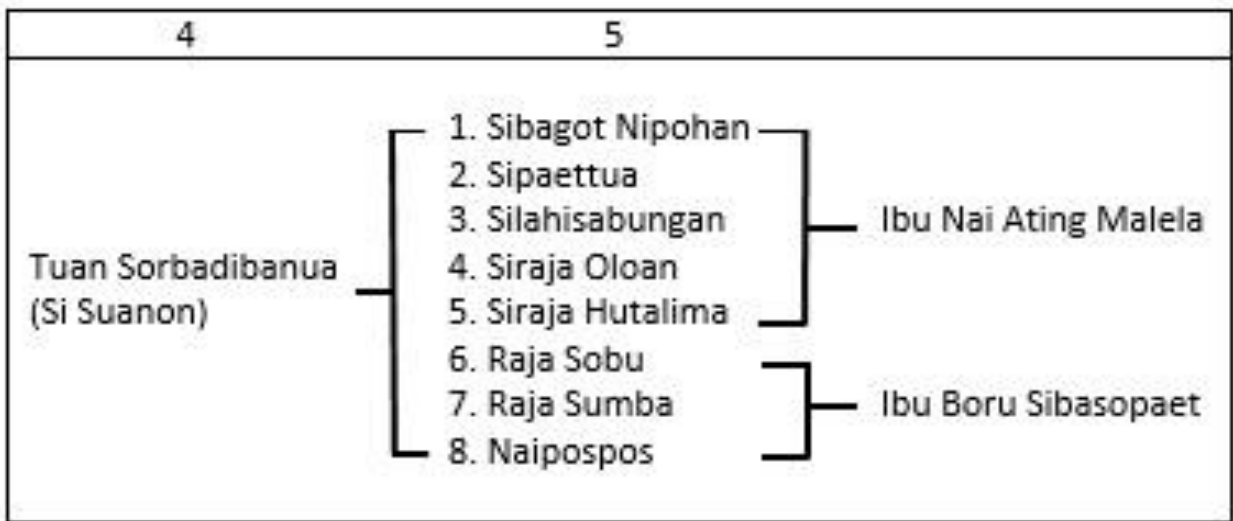 4 5
1. Sibagot Nipohan
2. Sipaettua
3. Silahisabungan
Ibu Nai Ating Malela
Tuan Sorbadibanua
(Si Suanon)
4. Siraja Oloan
5. Siraja Hutalima
6. Raja Sobu
7. Raja Sumba
Ibu Boru Sibasopaet
8. Naipospos